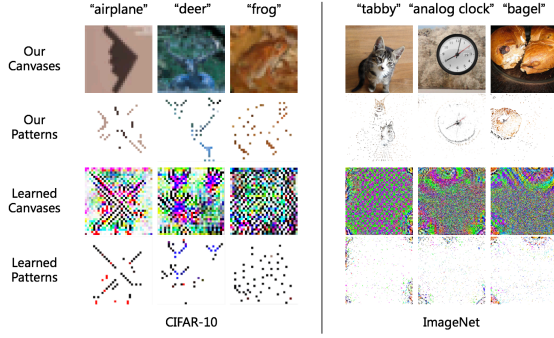 “airplane” “deer” “frog” “tabby” “analog clock” “bagel”
Our
Canvases
Our
Patterns
Learned
Canvases
Learned
Patterns
CIFAR-10 ImageNet